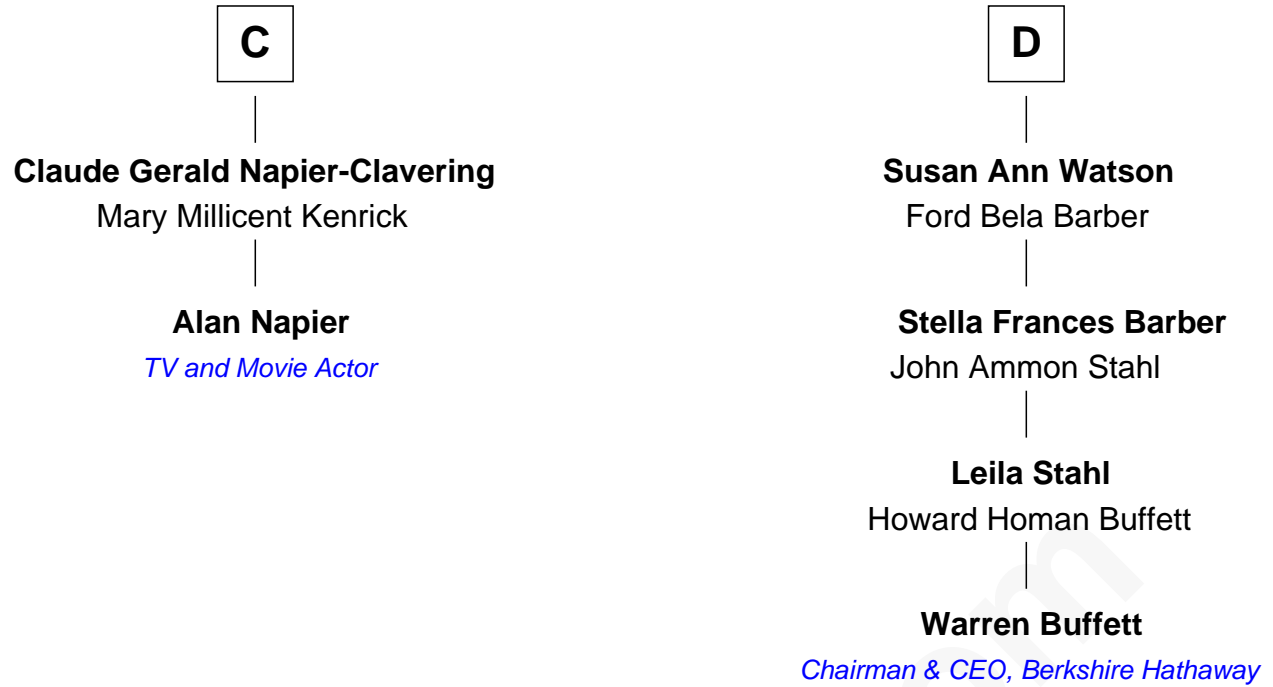 C
Claude Gerald Napier-Clavering
Mary Millicent Kenrick
Alan Napier
TV and Movie Actor
D
Susan Ann Watson
Ford Bela Barber
Stella Frances Barber
John Ammon Stahl
Leila Stahl
Howard Homan Buffett
Warren Buffett
Chairman & CEO, Berkshire Hathaway